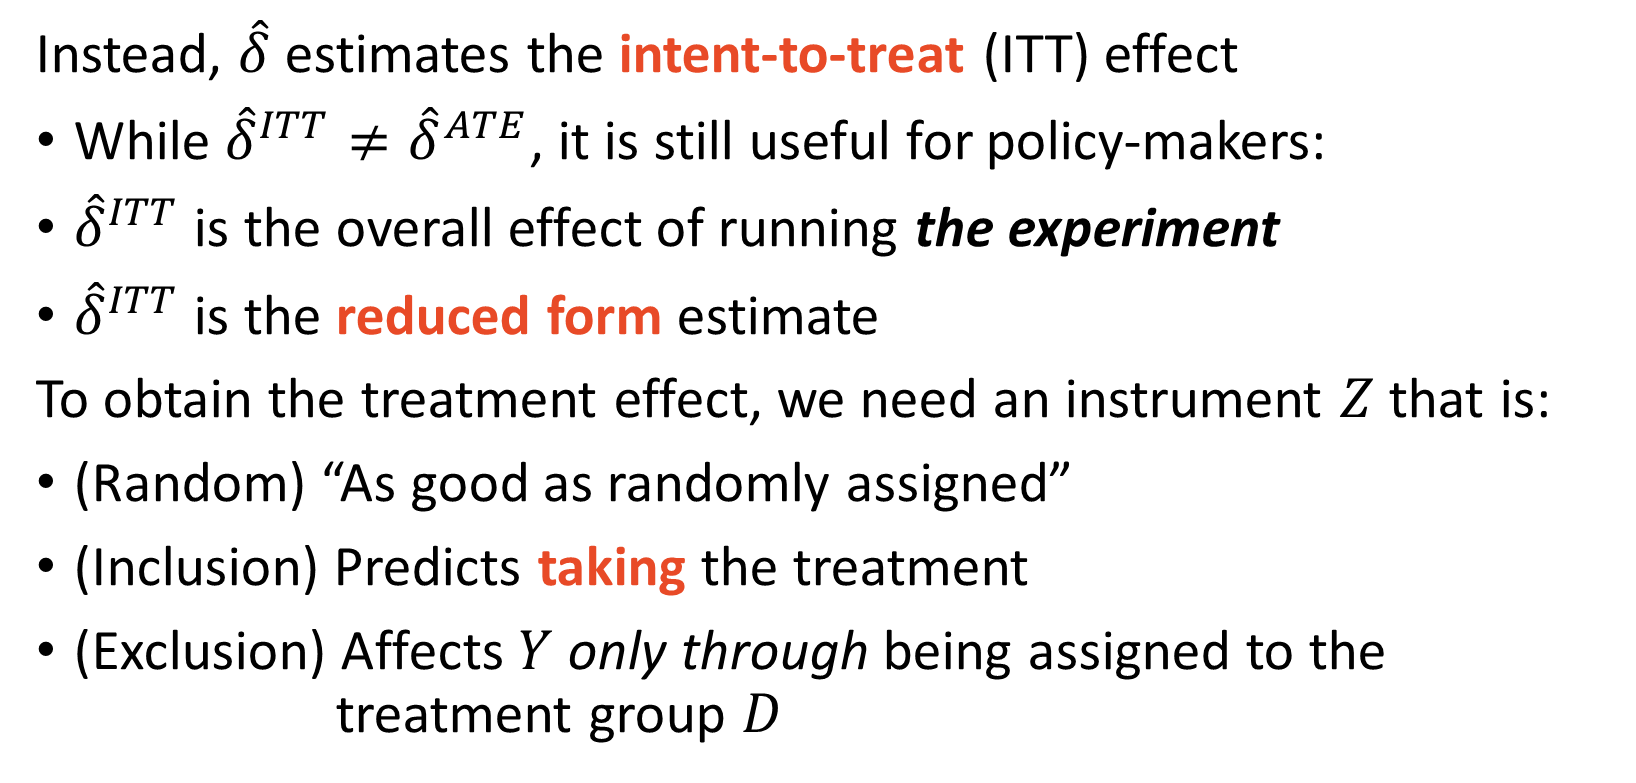 Instead, δ̂ estimates the intent-to-treat (ITT) effect
• While δ̂^ITT ≠ δ̂^ATE, it is still useful for policy-makers:
• δ̂^ITT is the overall effect of running the experiment
• δ̂^ITT is the reduced form estimate
To obtain the treatment effect, we need an instrument Z that is:
• (Random) “As good as randomly assigned”
• (Inclusion) Predicts taking the treatment
• (Exclusion) Affects Y only through being assigned to the
treatment group D